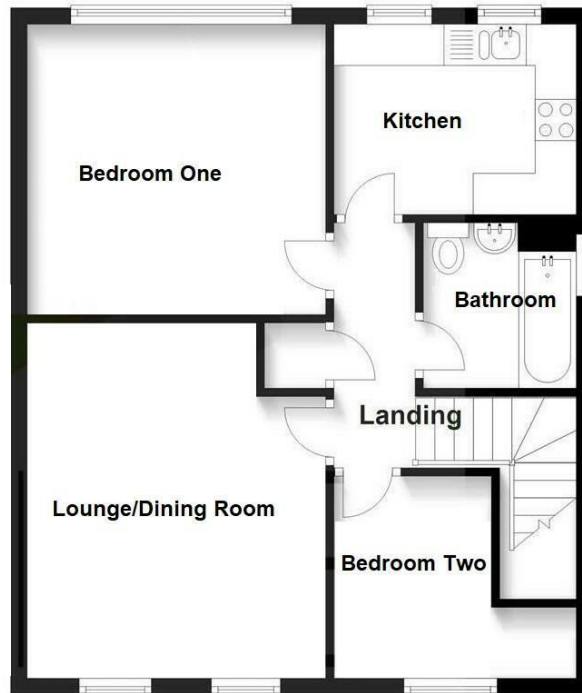 Kitchen
Bedroom One
Bathroom
Landing
Lounge/Dining Room
Bedroom Two